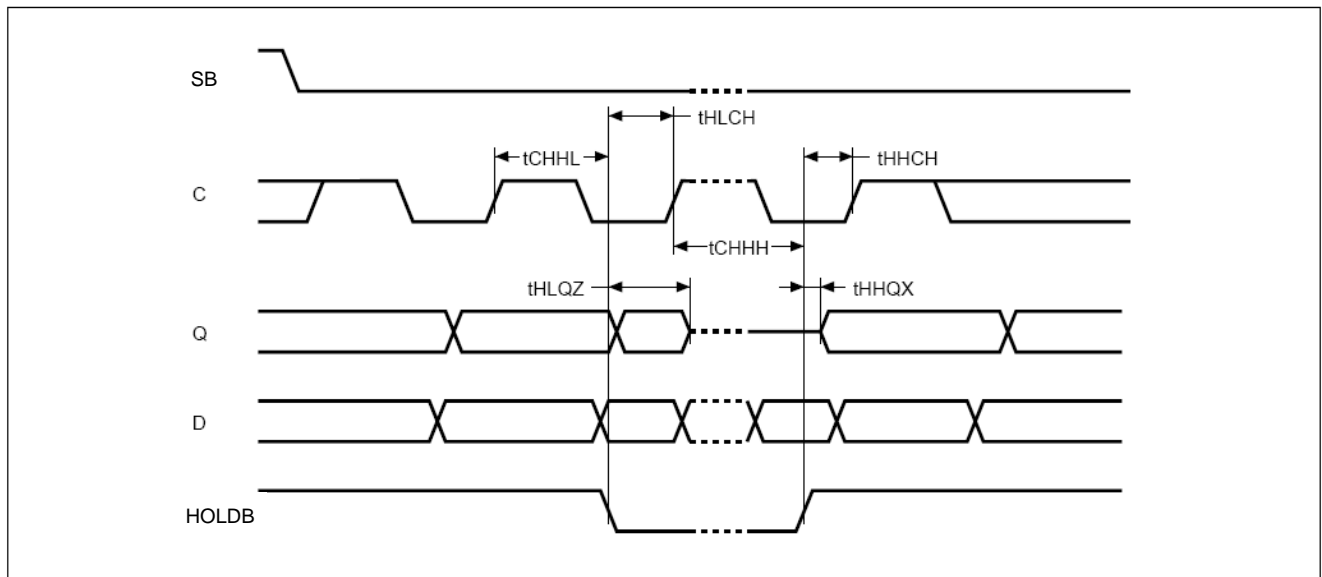 SB
tHLCH
tCHHL
tHHCH
C
tCHHH
tHLQZ
tHHQX
Q
D
HOLDB